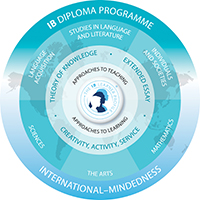 IB DIPLOMA PROGRAMME
STUDIES IN LANGUAGE
AND LITERATURE
LANGUAGE
ACQUISITION
INDIVIDUALS
AND SOCIETIES
THEORY OF KNOWLEDGE
EXTENDED ESSAY
APPROACHES TO TEACHING
APPROACHES TO LEARNING
CREATIVITY, ACTIVITY, SERVICE
SCIENCES
MATHEMATICS
THE ARTS
INTERNATIONAL-MINDEDNESS